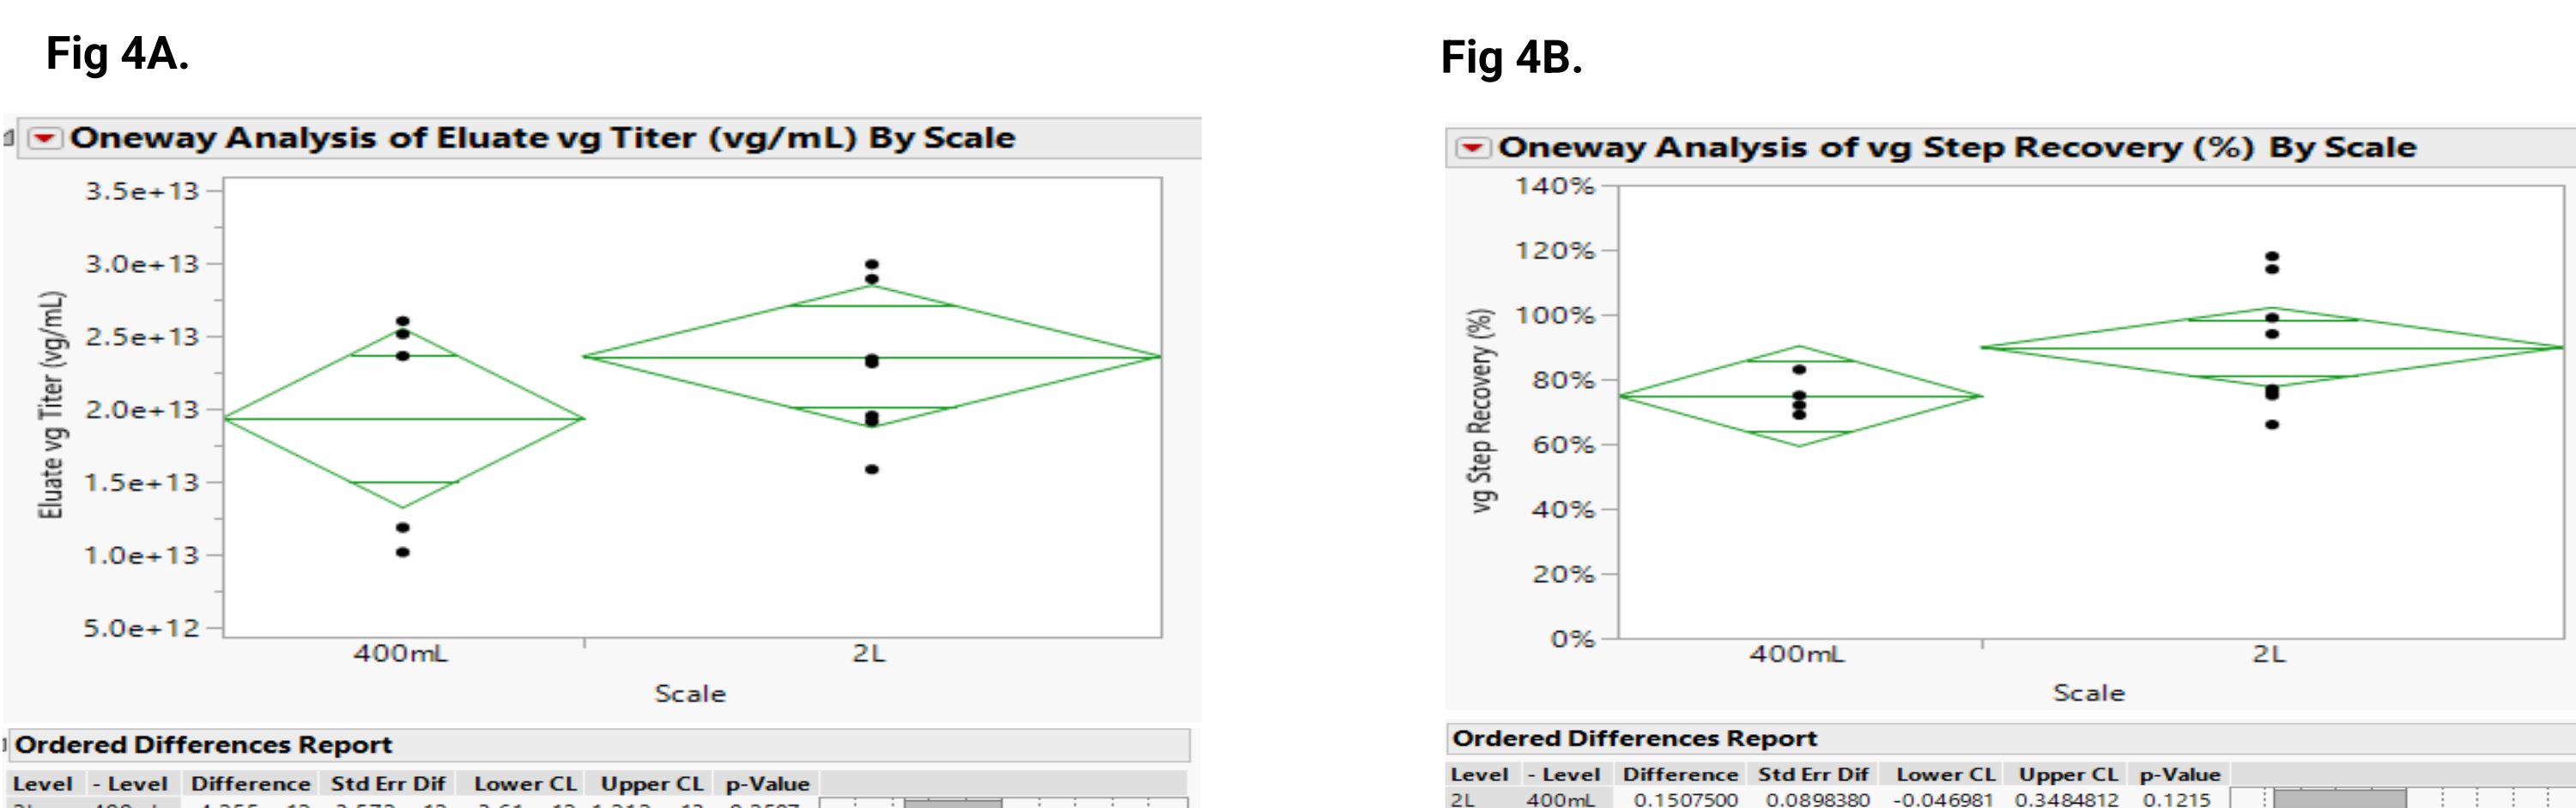 Fig 4A.
Oneway Analysis of Eluate vg Titer (vg/mL) By Scale
Eluate vg Titer (vg/mL)
3.5e+13
3.0e+13
2.5e+13
2.0e+13
1.5e+13
1.0e+13
5.0e+12
400mL 2L
Scale
Ordered Differences Report
Level - Level Difference Std Err Dif Lower CL Upper CL p-Value
Fig 4B.
Oneway Analysis of vg Step Recovery (%) By Scale
vg Step Recovery (%)
140%
120%
100%
80%
60%
40%
20%
0%
400mL 2L
Scale
Ordered Differences Report
Level - Level Difference Std Err Dif Lower CL Upper CL p-Value
2L 400mL 0.1507500 0.0898380 -0.046981 0.3484812 0.1215